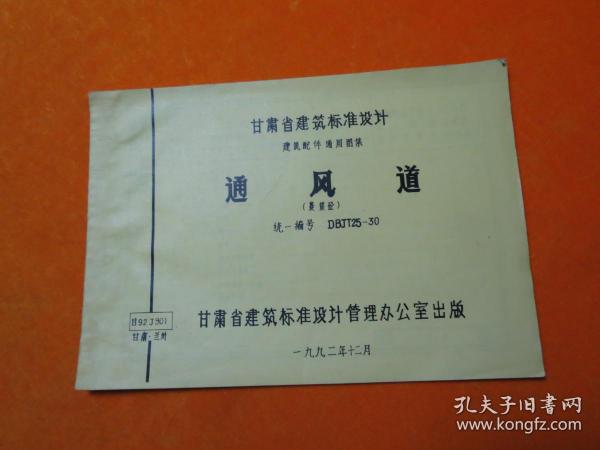 甘肃省建筑标准设计
建筑配件通用图集
通风道
统一编号 DBJT25-30
甘92J901
甘肃·兰州
甘肃省建筑标准设计管理办公室出版
一九九二年十二月
孔夫子旧书网
www.kongfz.com